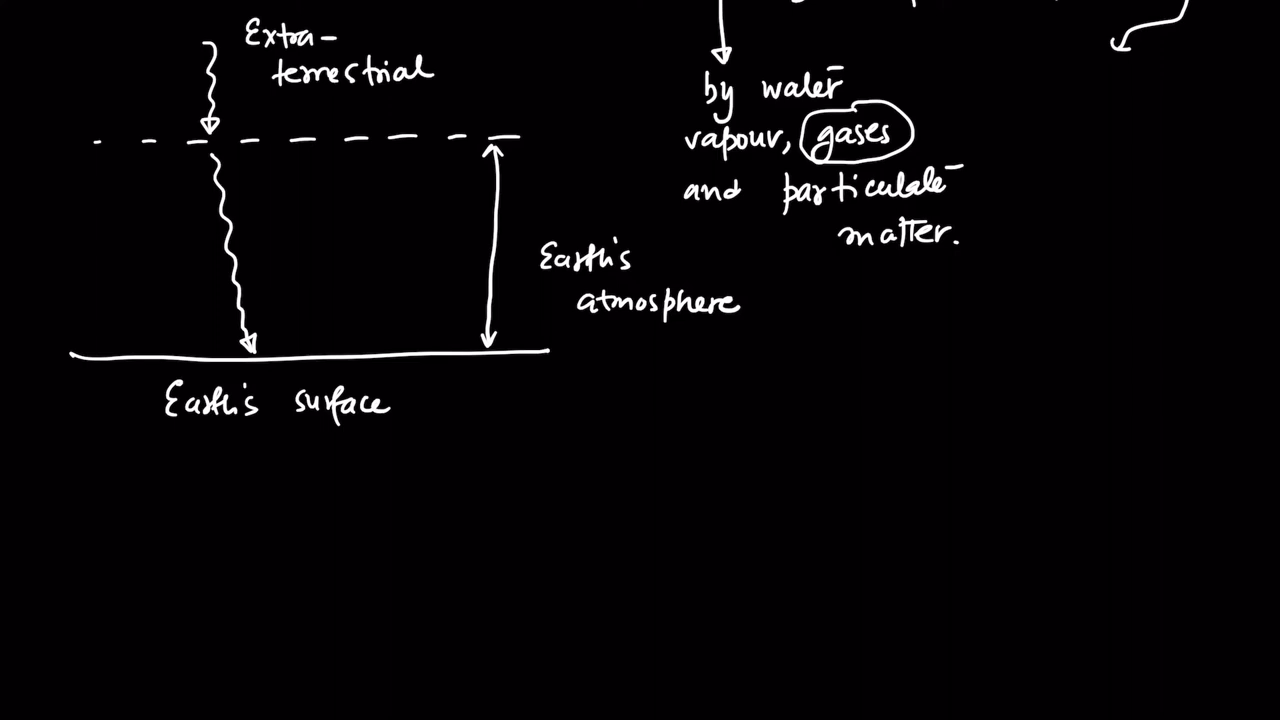 Extra-
terrestrial
by water
vapour, gases
and particulate
matter.
Earth's
atmosphere
Earth's surface